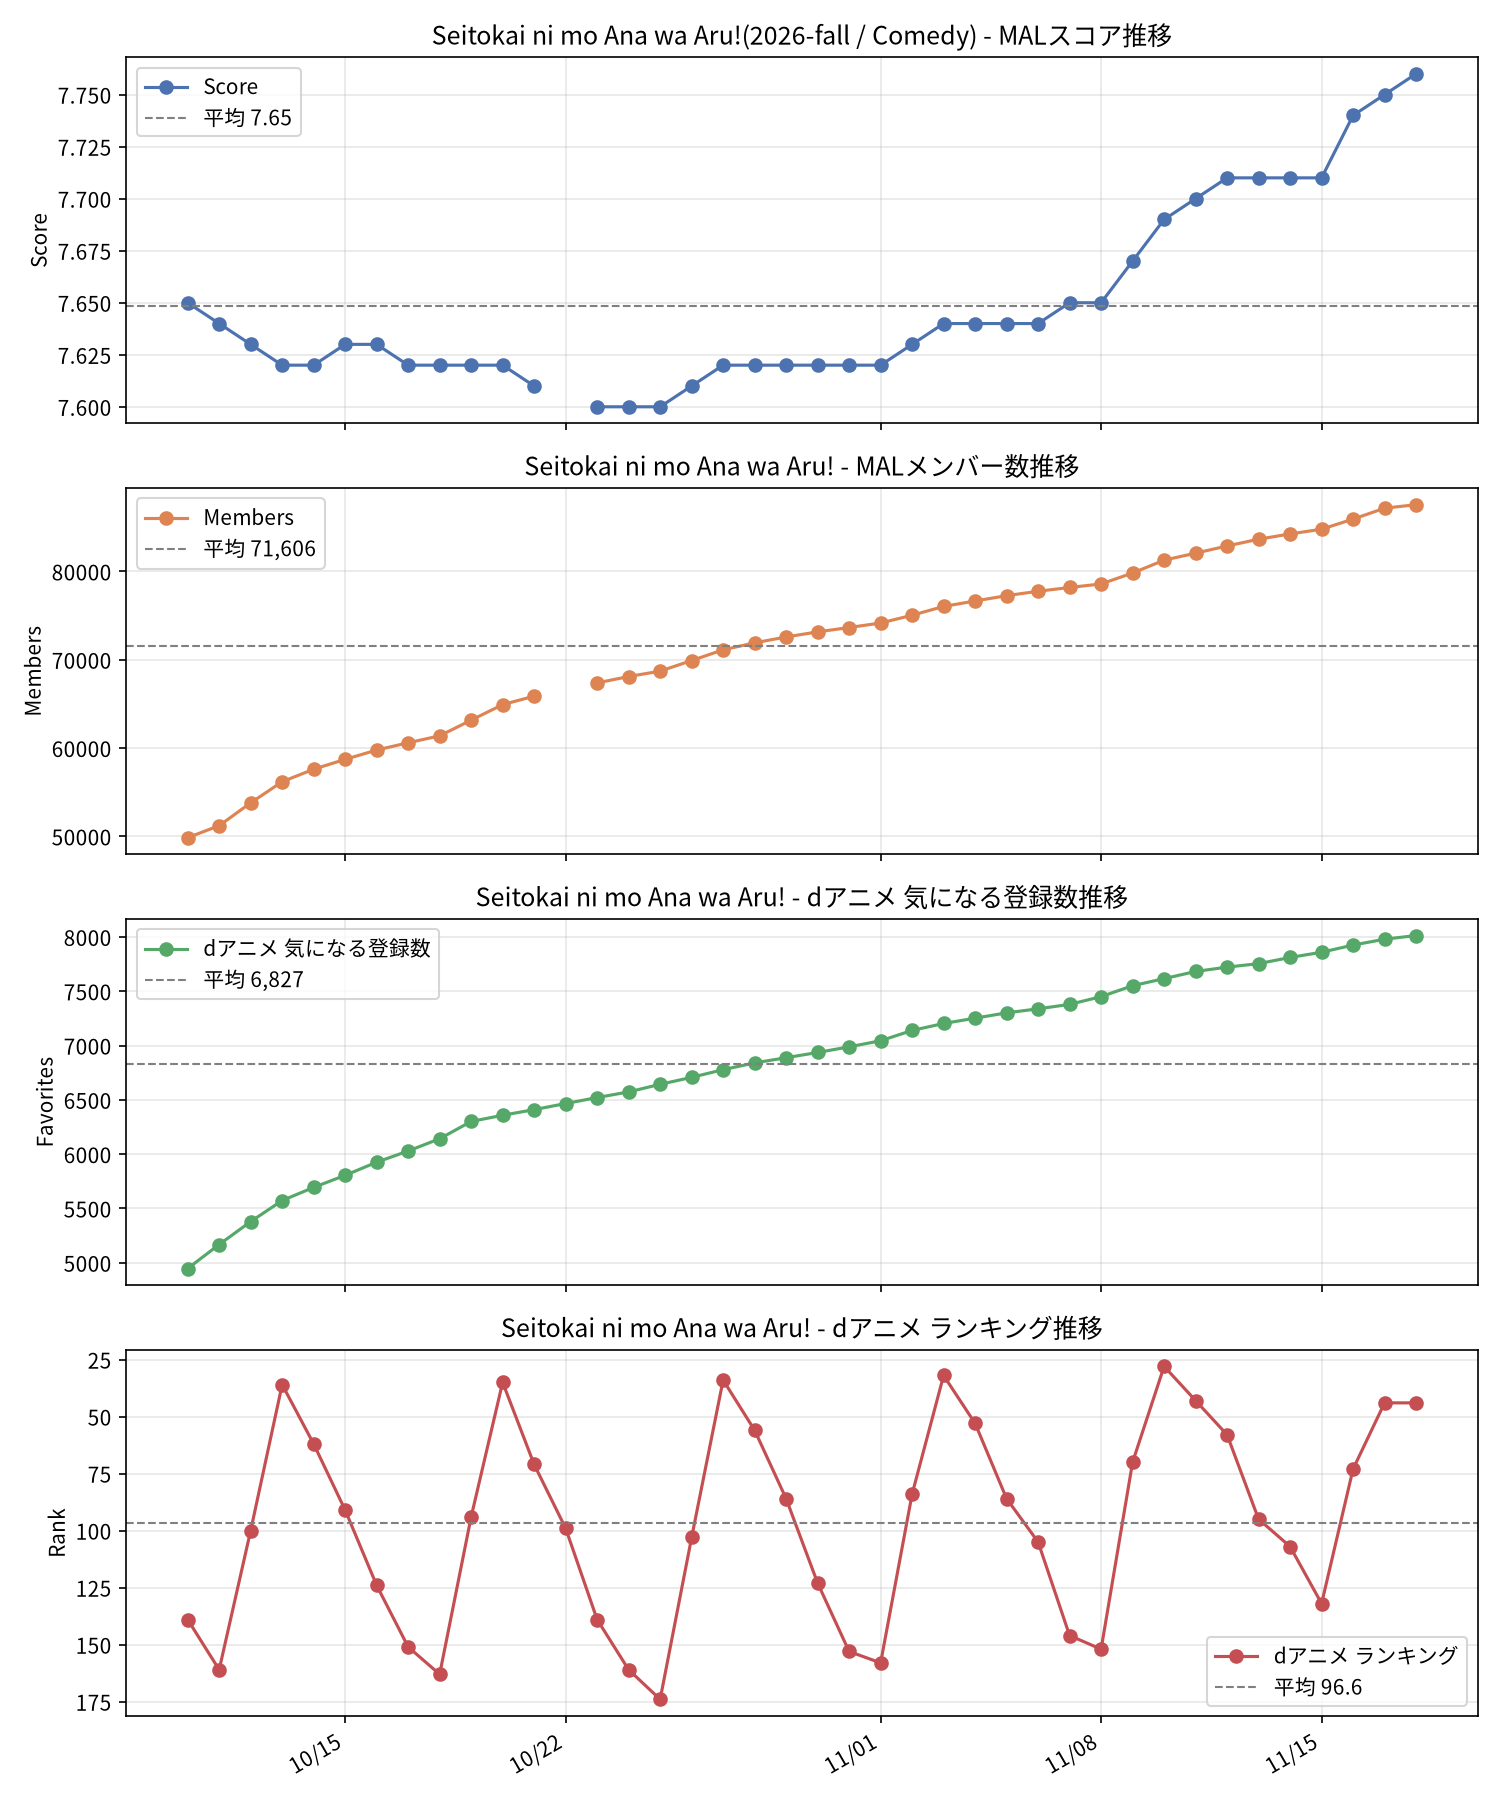 Seitokai ni mo Ana wa Aru!(2026-fall / Comedy) - MALスコア推移
Score
平均 7.65
Score
7.750
7.725
7.700
7.675
7.650
7.625
7.600
Seitokai ni mo Ana wa Aru! - MALメンバー数推移
Members
平均 71,606
Members
80000
70000
60000
50000
Seitokai ni mo Ana wa Aru! - dアニメ 気になる登録数推移
dアニメ 気になる登録数
平均 6,827
Favorites
8000
7500
7000
6500
6000
5500
5000
Seitokai ni mo Ana wa Aru! - dアニメ ランキング推移
Rank
25
50
75
100
125
150
175
dアニメ ランキング
平均 96.6
10/15
10/22
11/01
11/08
11/15